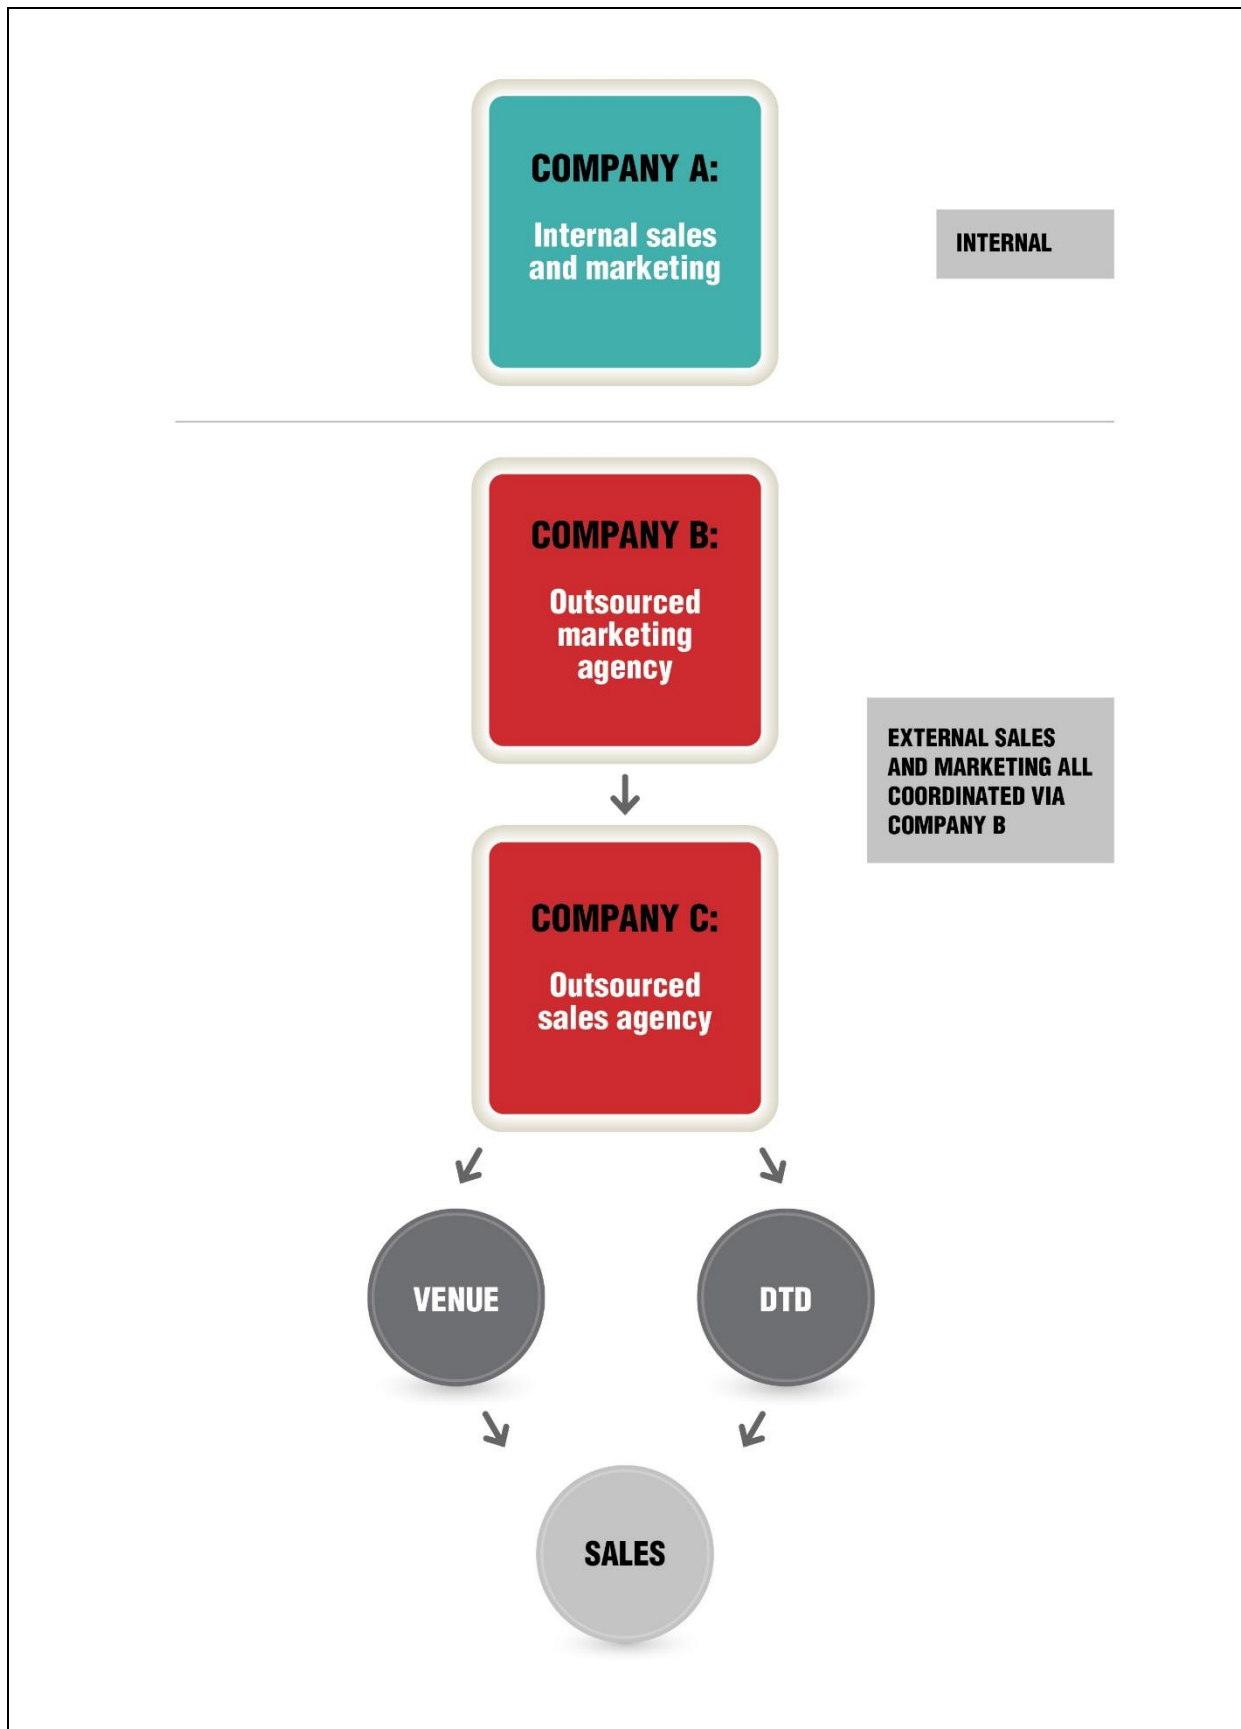 COMPANY A:
Internal sales
and marketing
INTERNAL
COMPANY B:
Outsourced
marketing
agency
EXTERNAL SALES
AND MARKETING ALL
COORDINATED VIA
COMPANY B
COMPANY C:
Outsourced
sales agency
VENUE
DTD
SALES